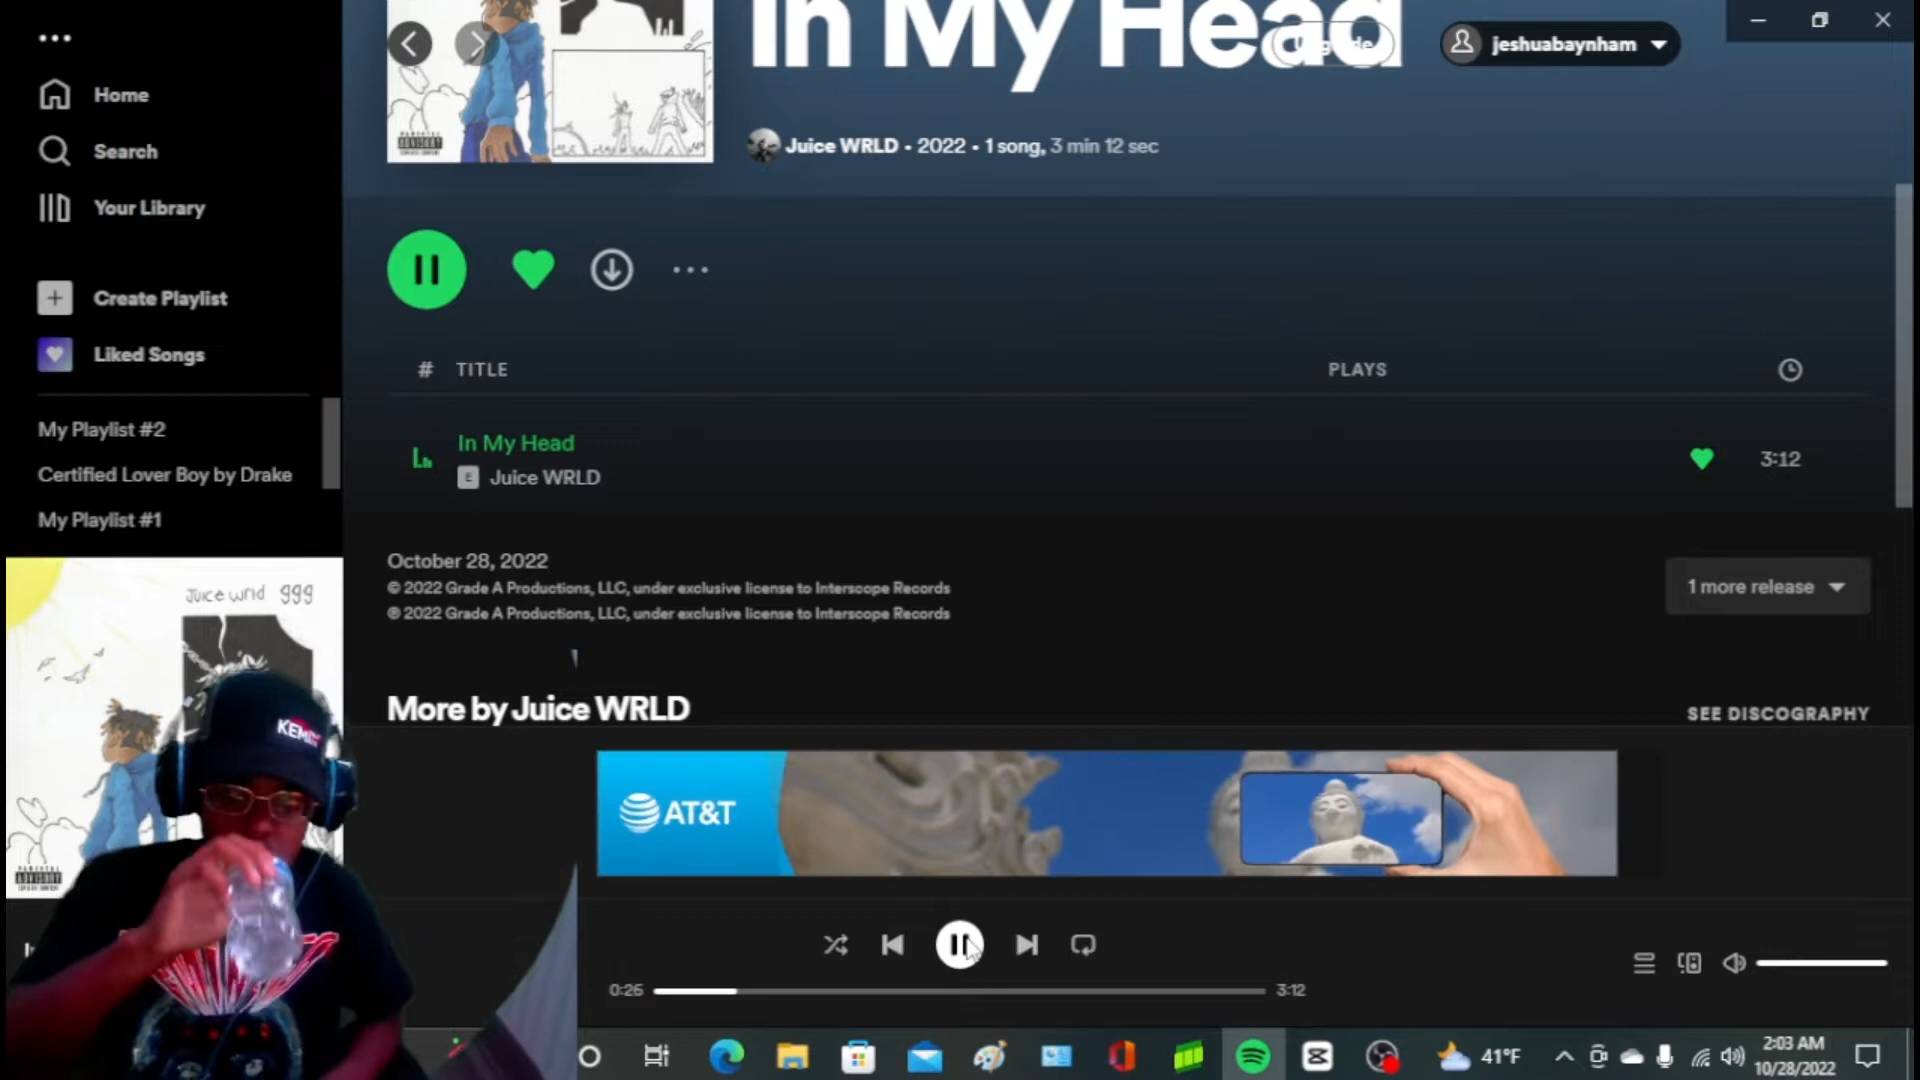 In My Head
jeshuabaynham
Home
Juice WRLD • 2022 • 1 song, 3 min 12 sec
Search
Your Library
Create Playlist
Liked Songs
# TITLE PLAYS
My Playlist #2
In My Head
E Juice WRLD 3:12
Certified Lover Boy by Drake
My Playlist #1
October 28, 2022
© 2022 Grade A Productions, LLC, under exclusive license to Interscope Records
℗ 2022 Grade A Productions, LLC, under exclusive license to Interscope Records
1 more release
Juice wrld 999
More by Juice WRLD
SEE DISCOGRAPHY
AT&T
PARENTAL
ADVISORY
0:26 3:12
41°F
2:03 AM
10/28/2022